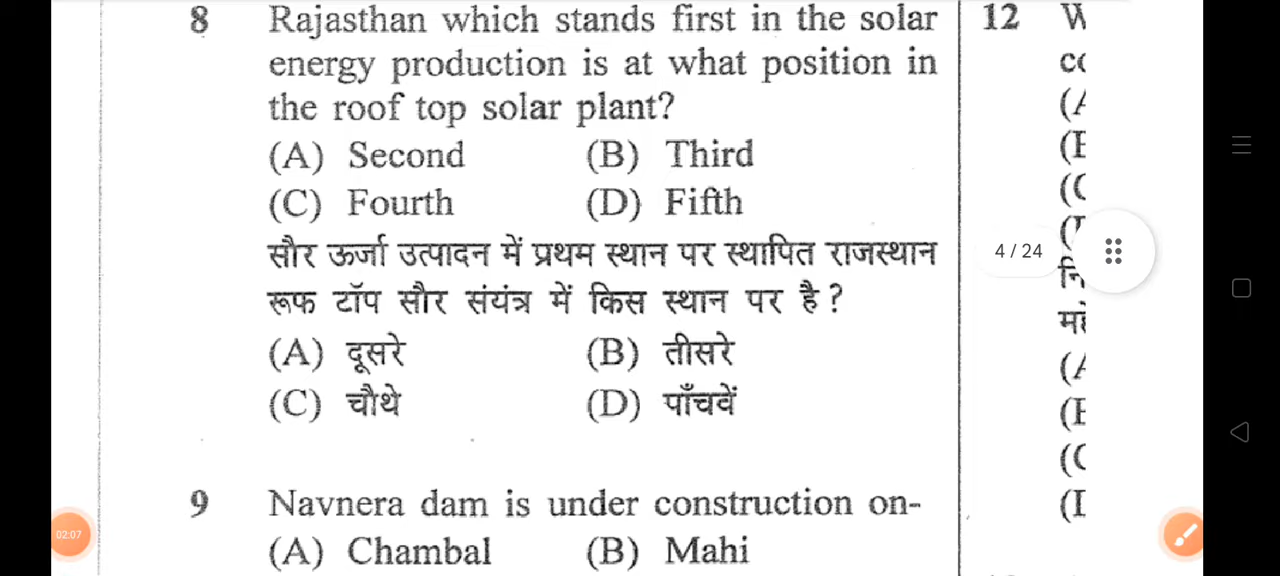 8 Rajasthan which stands first in the solar
energy production is at what position in
the roof top solar plant?
(A) Second (B) Third
(C) Fourth (D) Fifth
सौर ऊर्जा उत्पादन में प्रथम स्थान पर स्थापित राजस्थान
रूफ टॉप सौर संयंत्र में किस स्थान पर है ?
(A) दूसरे (B) तीसरे
(C) चौथे (D) पाँचवें
9 Navnera dam is under construction on-
(A) Chambal (B) Mahi
12
4 / 24
02:07